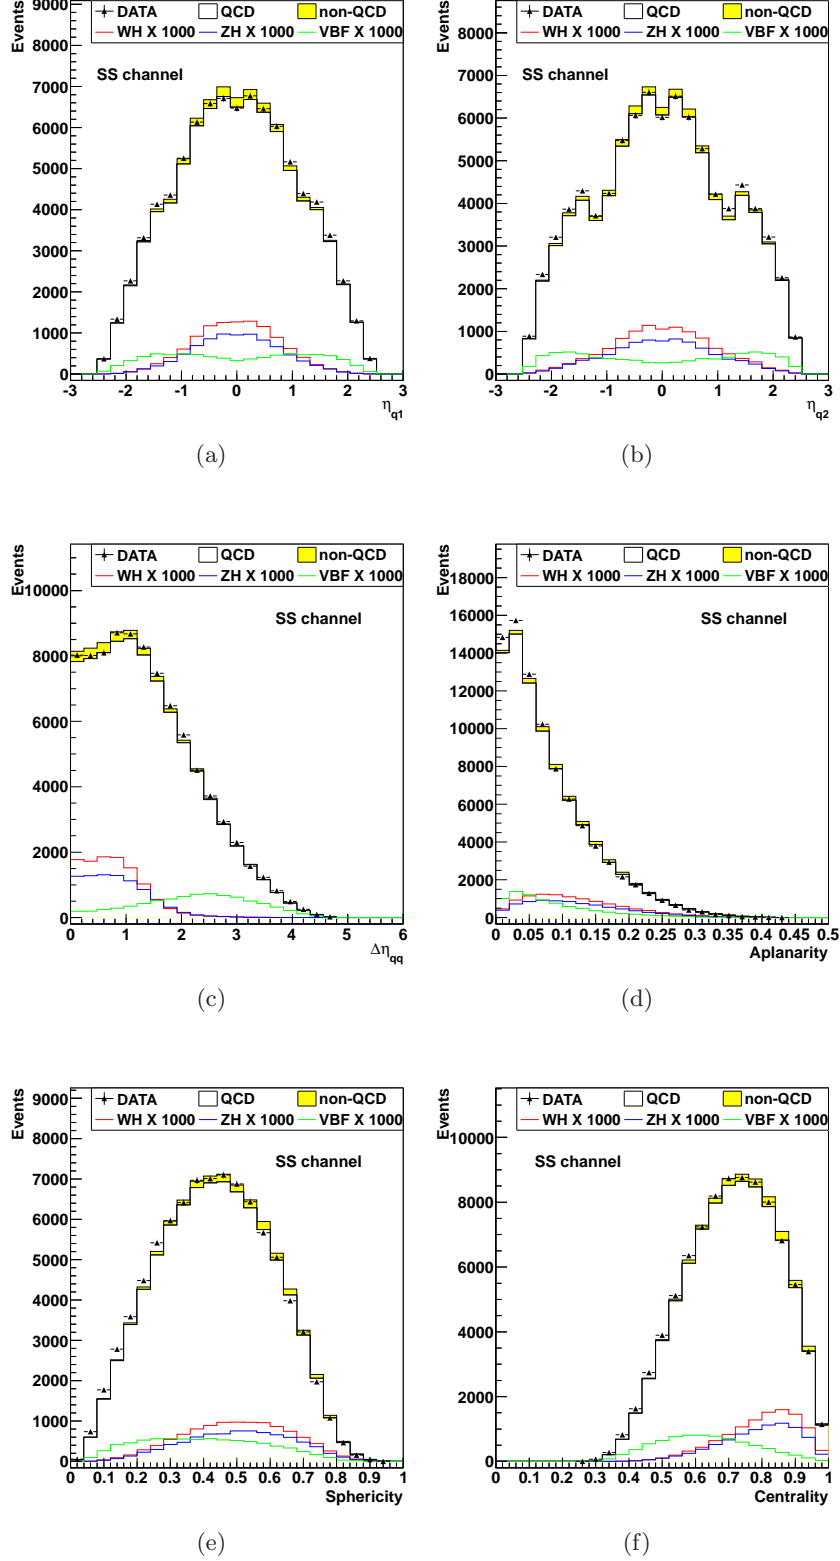 Events
9000
8000
7000
6000
5000
4000
3000
2000
1000
0
DATA QCD non-QCD
WH X 1000 ZH X 1000 VBF X 1000
SS channel
-3 -2 -1 0 1 2 3
η_q1
(a)
Events
8000
7000
6000
5000
4000
3000
2000
1000
0
DATA QCD non-QCD
WH X 1000 ZH X 1000 VBF X 1000
SS channel
-3 -2 -1 0 1 2 3
η_q2
(b)
Events
10000
8000
6000
4000
2000
0
DATA QCD non-QCD
WH X 1000 ZH X 1000 VBF X 1000
SS channel
0 1 2 3 4 5 6
Δη_qq
(c)
Events
18000
16000
14000
12000
10000
8000
6000
4000
2000
0
DATA QCD non-QCD
WH X 1000 ZH X 1000 VBF X 1000
SS channel
0 0.05 0.1 0.15 0.2 0.25 0.3 0.35 0.4 0.45 0.5
Aplanarity
(d)
Events
9000
8000
7000
6000
5000
4000
3000
2000
1000
0
DATA QCD non-QCD
WH X 1000 ZH X 1000 VBF X 1000
SS channel
0 0.1 0.2 0.3 0.4 0.5 0.6 0.7 0.8 0.9 1
Sphericity
(e)
Events
10000
8000
6000
4000
2000
0
DATA QCD non-QCD
WH X 1000 ZH X 1000 VBF X 1000
SS channel
0 0.1 0.2 0.3 0.4 0.5 0.6 0.7 0.8 0.9 1
Centrality
(f)